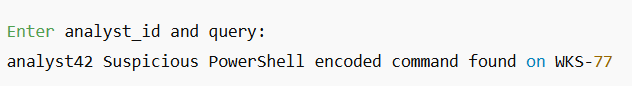 Enter analyst_id and query:
analyst42 Suspicious PowerShell encoded command found on WKS-77